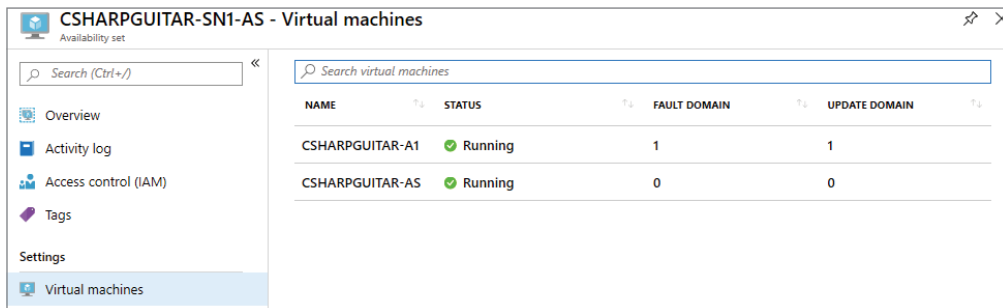 CSHARPGUITAR-SN1-AS - Virtual machines
Availability set
Search (Ctrl+/)
«
Overview
Activity log
Access control (IAM)
Tags
Settings
Virtual machines
Search virtual machines
NAME STATUS FAULT DOMAIN UPDATE DOMAIN
CSHARPGUITAR-A1 Running 1 1
CSHARPGUITAR-AS Running 0 0